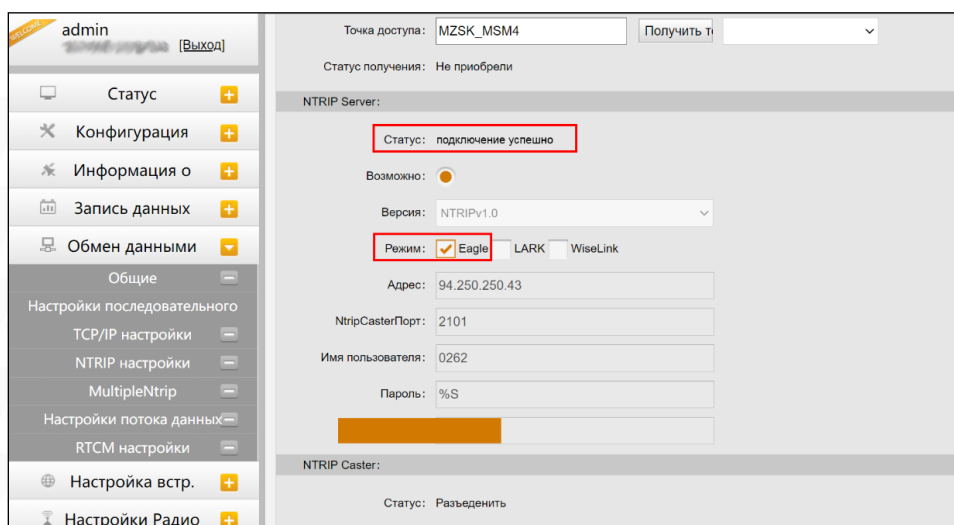 WELCOME
admin
[Выход]
Статус
Конфигурация
Информация о
Запись данных
Обмен данными
Общие
Настройки последовательного
TCP/IP настройки
NTRIP настройки
MultipleNtrip
Настройки потока данных
RTCM настройки
Настройка встр.
Настройки Радио
Точка доступа: MZSK_MSM4 Получить т
Статус получения: Не приобрели
NTRIP Server:
Статус: подключение успешно
Возможно:
Версия: NTRIPv1.0
Режим: Eagle LARK WiseLink
Адрес: 94.250.250.43
NtripCasterПорт: 2101
Имя пользователя: 0262
Пароль: %S
NTRIP Caster:
Статус: Разъеденить